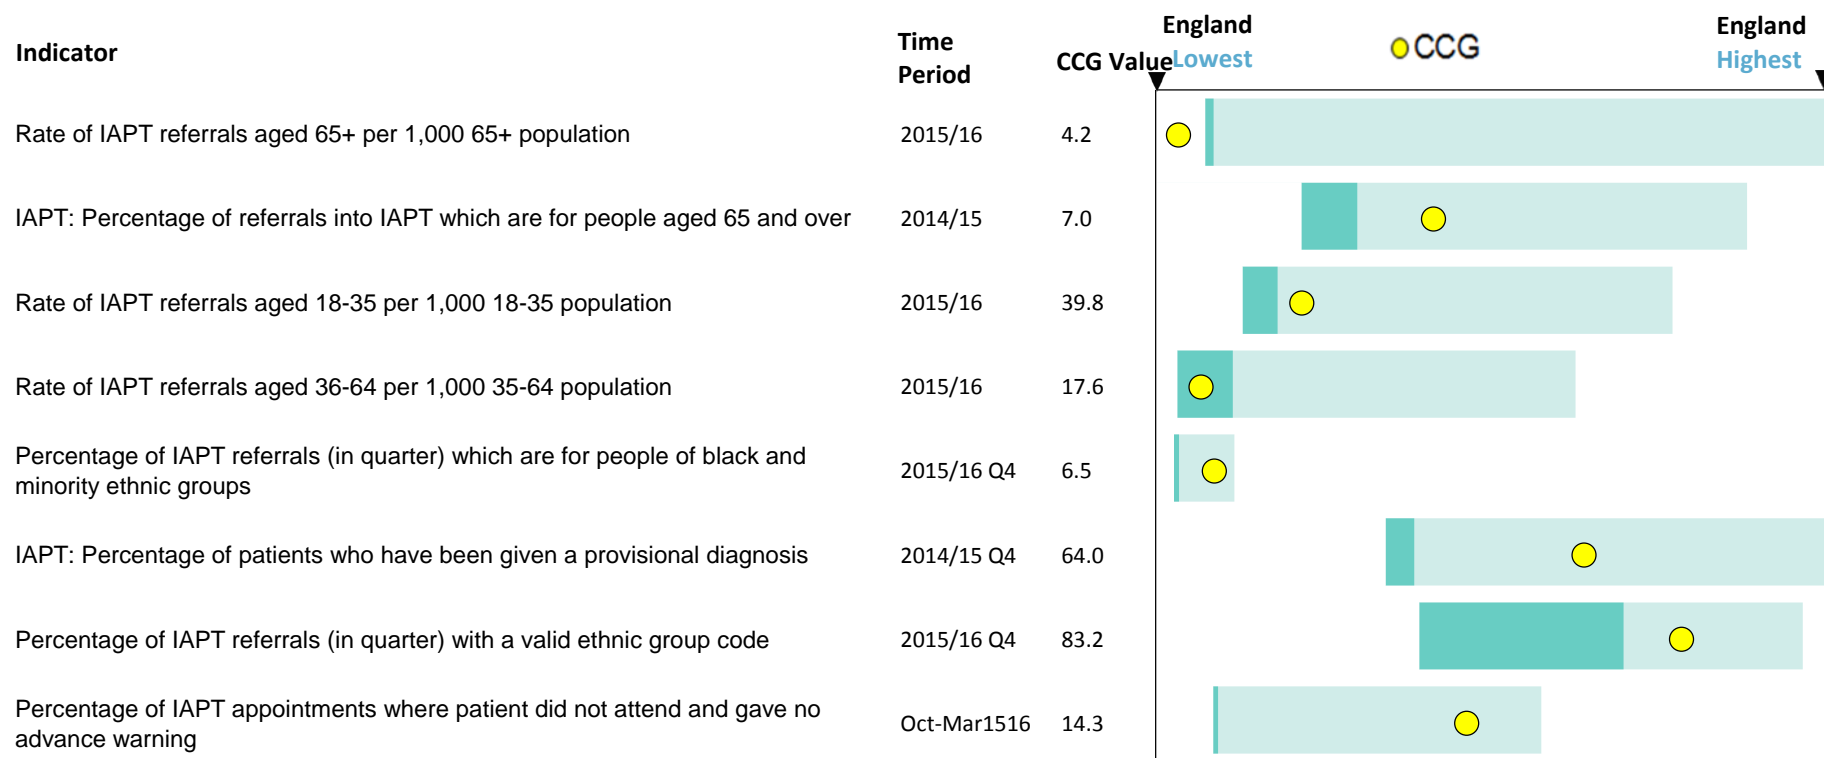 Indicator
Time
Period
CCG Value
England
Lowest
CCG
England
Highest
Rate of IAPT referrals aged 65+ per 1,000 65+ population 2015/16 4.2
IAPT: Percentage of referrals into IAPT which are for people aged 65 and over 2014/15 7.0
Rate of IAPT referrals aged 18-35 per 1,000 18-35 population 2015/16 39.8
Rate of IAPT referrals aged 36-64 per 1,000 35-64 population 2015/16 17.6
Percentage of IAPT referrals (in quarter) which are for people of black and
minority ethnic groups
2015/16 Q4 6.5
IAPT: Percentage of patients who have been given a provisional diagnosis 2014/15 Q4 64.0
Percentage of IAPT referrals (in quarter) with a valid ethnic group code 2015/16 Q4 83.2
Percentage of IAPT appointments where patient did not attend and gave no
advance warning
Oct-Mar1516 14.3